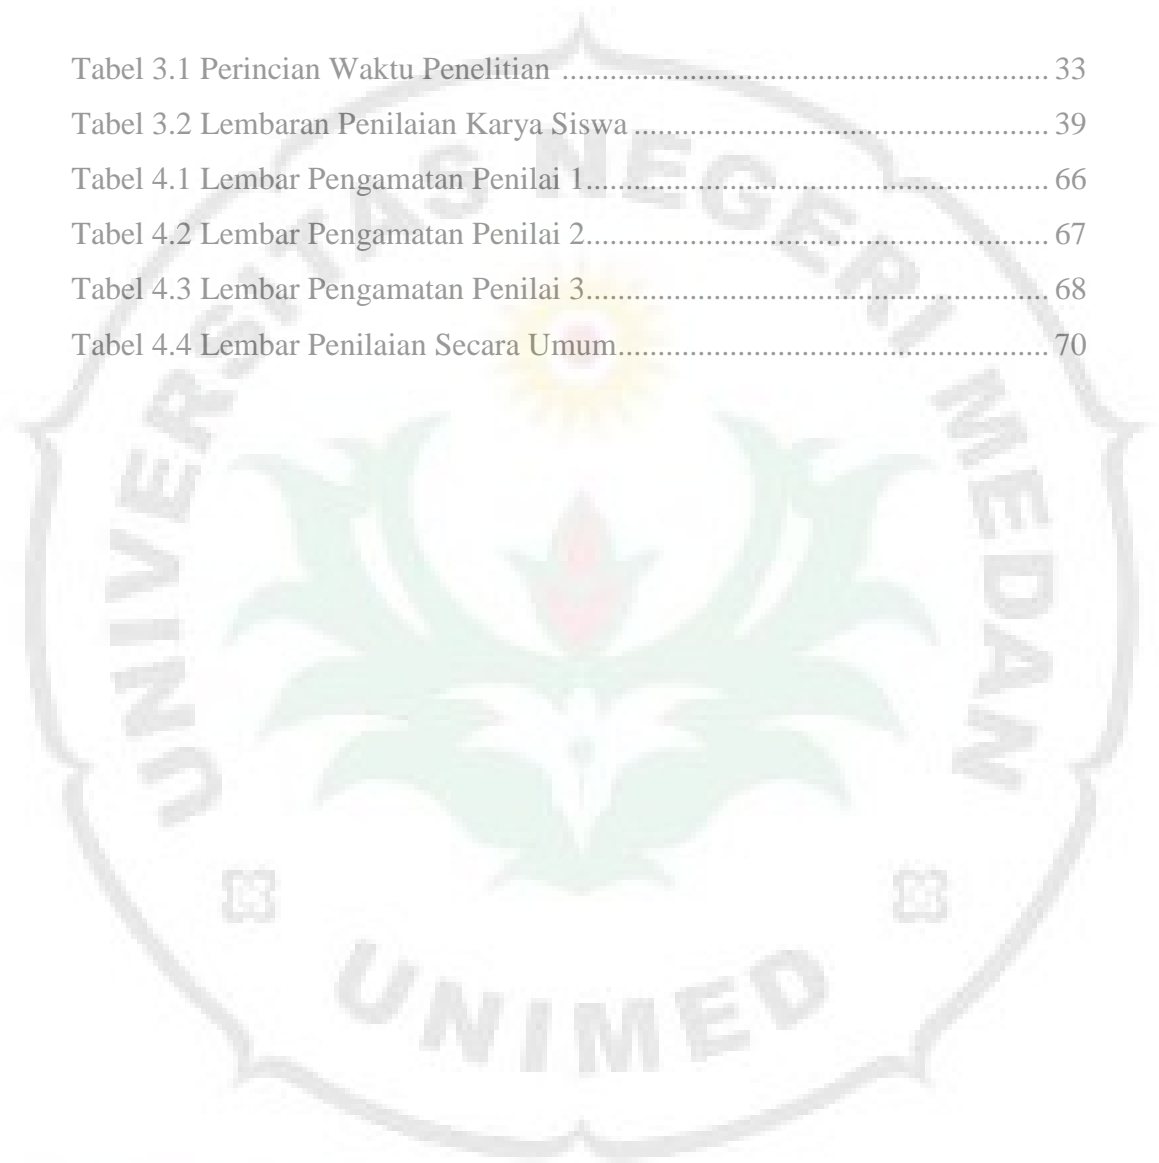 Tabel 3.1 Perincian Waktu Penelitian ............................................................. 33
Tabel 3.2 Lembaran Penilaian Karya Siswa .................................................... 39
Tabel 4.1 Lembar Pengamatan Penilai 1.......................................................... 66
Tabel 4.2 Lembar Pengamatan Penilai 2.......................................................... 67
Tabel 4.3 Lembar Pengamatan Penilai 3.......................................................... 68
Tabel 4.4 Lembar Penilaian Secara Umum...................................................... 70
UNIVERSITAS NEGERI MEDAN
UNIMED